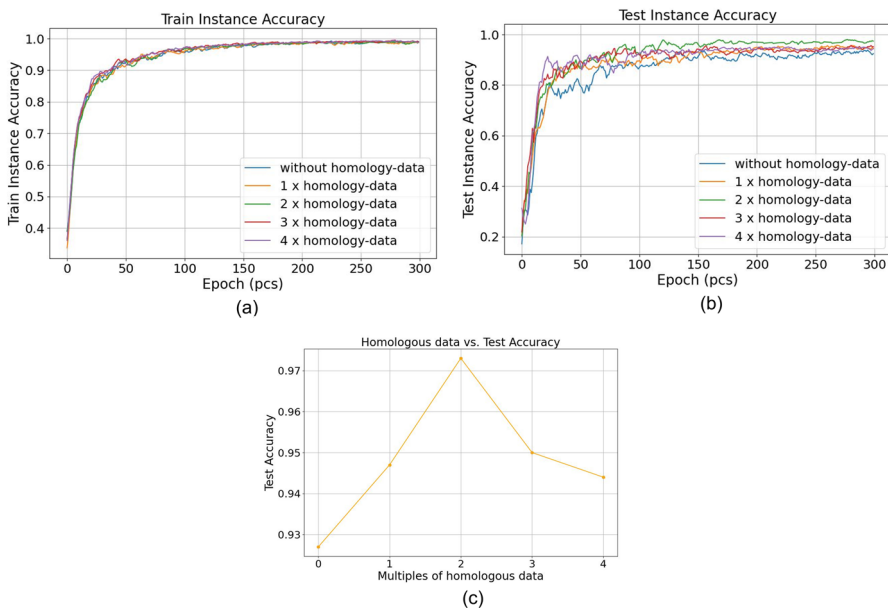 Train Instance Accuracy
Train Instance Accuracy
1.0
0.9
0.8
0.7
0.6
0.5
0.4
without homology-data
1 x homology-data
2 x homology-data
3 x homology-data
4 x homology-data
0 50 100 150 200 250 300
Epoch (pcs)
(a)
Test Instance Accuracy
Test Instance Accuracy
1.0
0.8
0.6
0.4
0.2
without homology-data
1 x homology-data
2 x homology-data
3 x homology-data
4 x homology-data
0 50 100 150 200 250 300
Epoch (pcs)
(b)
Homologous data vs. Test Accuracy
Test Accuracy
0.97
0.96
0.95
0.94
0.93
0 1 2 3 4
Multiples of homologous data
(c)